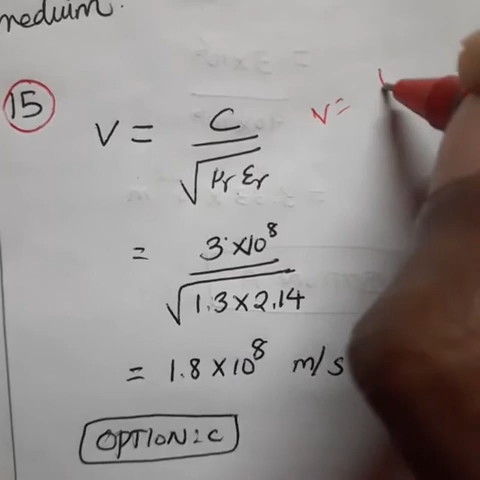 medium.
15
V = C / √μr εr
V =
= 3×10^8 / √1.3×2.14
= 1.8×10^8 m/s
OPTION:C